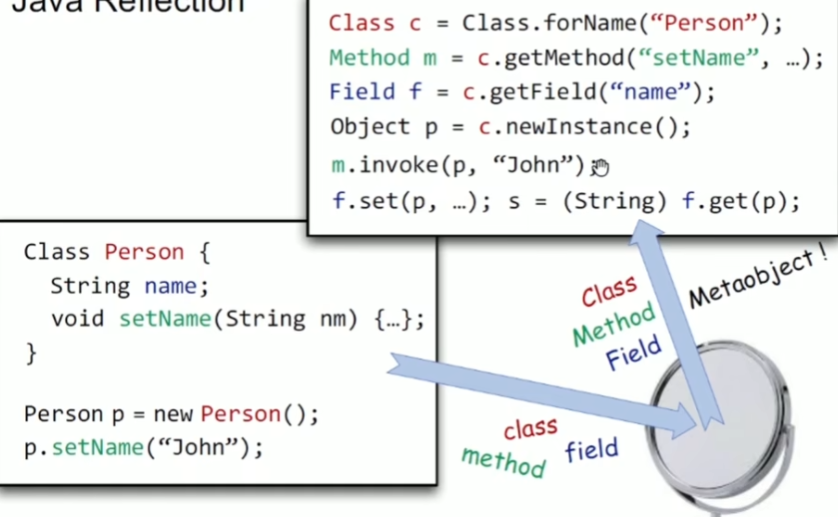 Java Reflection
Class c = Class.forName(“Person”);
Method m = c.getMethod(“setName”, …);
Field f = c.getField(“name”);
Object p = c.newInstance();
m.invoke(p, “John”)
f.set(p, …); s = (String) f.get(p);
Class Person {
String name;
void setName(String nm) {…};
}
Person p = new Person();
p.setName(“John”);
Class
Method
Field
Metaobject !
class
method field